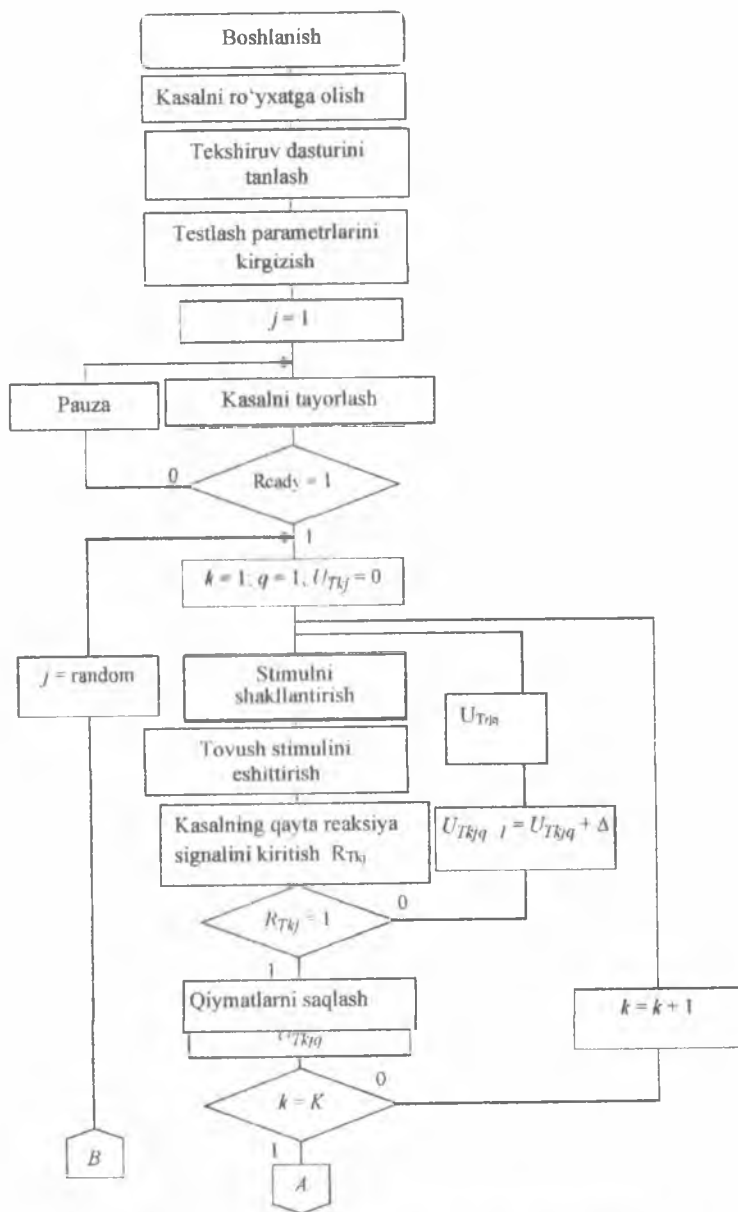 Boshlanish
Kasalni ro‘yxatga olish
Tekshiruv dasturini
tanlash
Testlash parametrlarini
kirgizish
j = 1
Pauza
Kasalni tayorlash
0
Ready = 1
1
k = 1; q = 1, U_Tkj = 0
j = random
Stimulni
shakllantirish
Tovush stimulini
eshittirish
Kasalning qayta reaksiya
signalini kiritish R_Tkj
U_Tkjq 1 = U_Tkjq + Δ
R_Tkj = 1
0
1
Qiymatlarni saqlash
k = k + 1
k = K
0
1
B
A